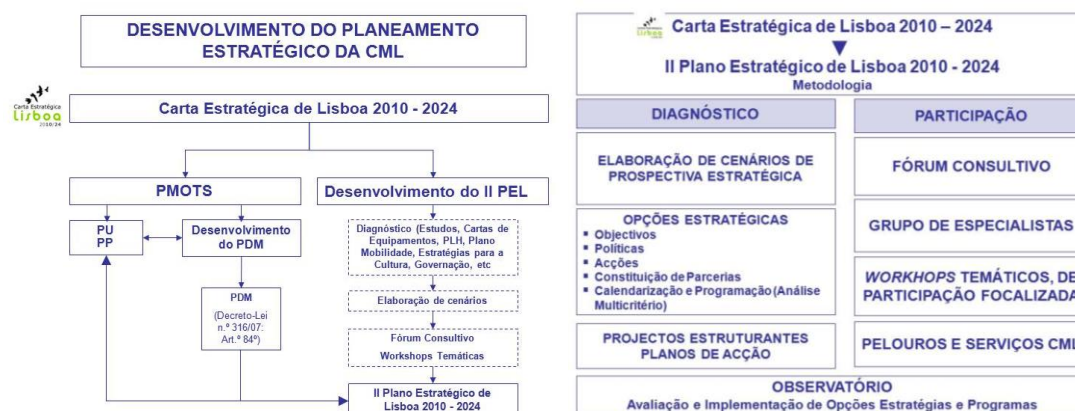 DESENVOLVIMENTO DO PLANEAMENTO
ESTRATÉGICO DA CML
Carta Estratégica
Lisboa
2010/24
Carta Estratégica de Lisboa 2010 - 2024
PMOTS
Desenvolvimento do II PEL
PU
PP
Desenvolvimento
do PDM
Diagnóstico (Estudos, Cartas de
Equipamentos, PLH, Plano
Mobilidade, Estratégias para a
Cultura, Governação, etc
Elaboração de cenários
PDM
(Decreto-Lei
n.º 316/07:
Art.º 84º)
Fórum Consultivo
Workshops Temáticas
II Plano Estratégico de
Lisboa 2010 - 2024
Lisboa
Carta Estratégica de Lisboa 2010 – 2024
II Plano Estratégico de Lisboa 2010 - 2024
Metodologia
DIAGNÓSTICO
ELABORAÇÃO DE CENÁRIOS DE
PROSPECTIVA ESTRATÉGICA
OPÇÕES ESTRATÉGICAS
▪ Objectivos
▪ Políticas
▪ Acções
▪ Constituição de Parcerias
▪ Calendarização e Programação (Análise
Multicritério)
PROJECTOS ESTRUTURANTES
PLANOS DE ACÇÃO
PARTICIPAÇÃO
FÓRUM CONSULTIVO
GRUPO DE ESPECIALISTAS
WORKHOPS TEMÁTICOS, DE
PARTICIPAÇÃO FOCALIZADA
PELOUROS E SERVIÇOS CML
OBSERVATÓRIO
Avaliação e Implementação de Opções Estratégias e Programas